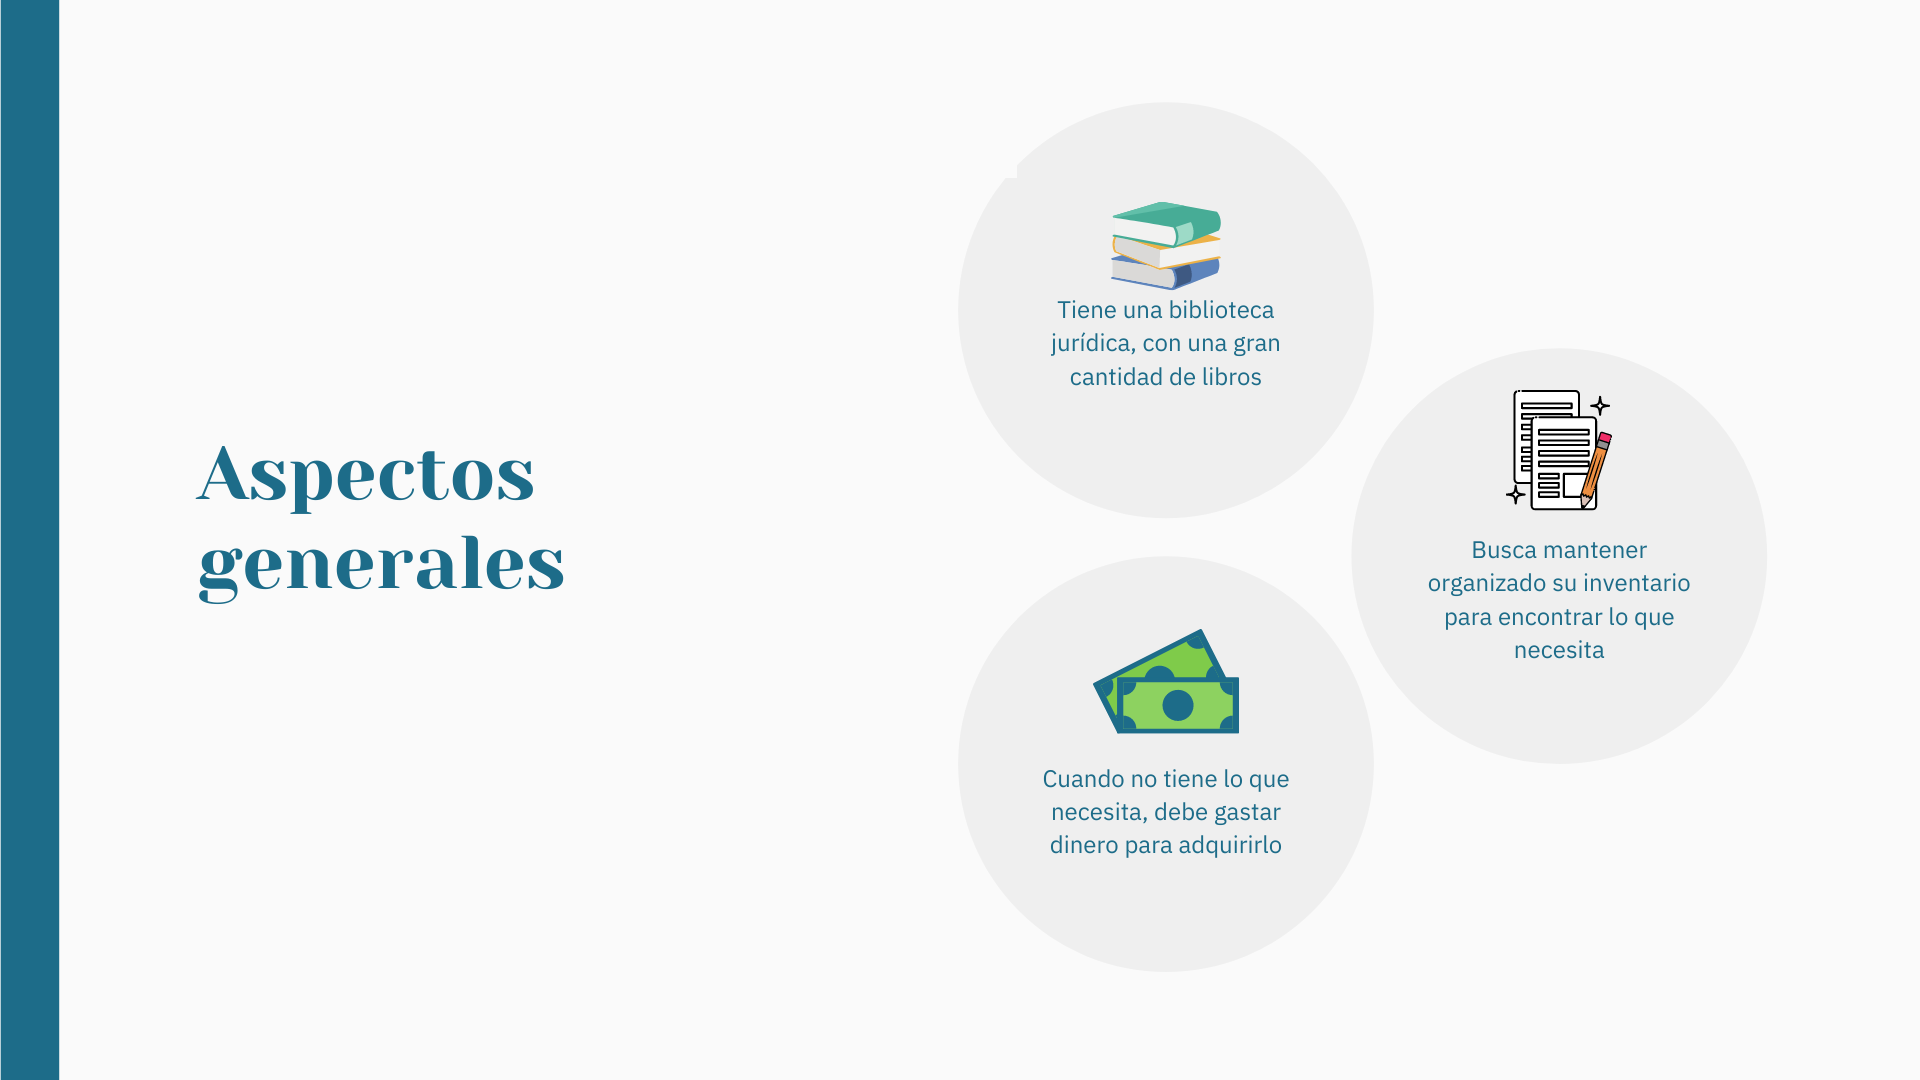 Aspectos
generales
Tiene una biblioteca
jurídica, con una gran
cantidad de libros
Busca mantener
organizado su inventario
para encontrar lo que
necesita
Cuando no tiene lo que
necesita, debe gastar
dinero para adquirirlo